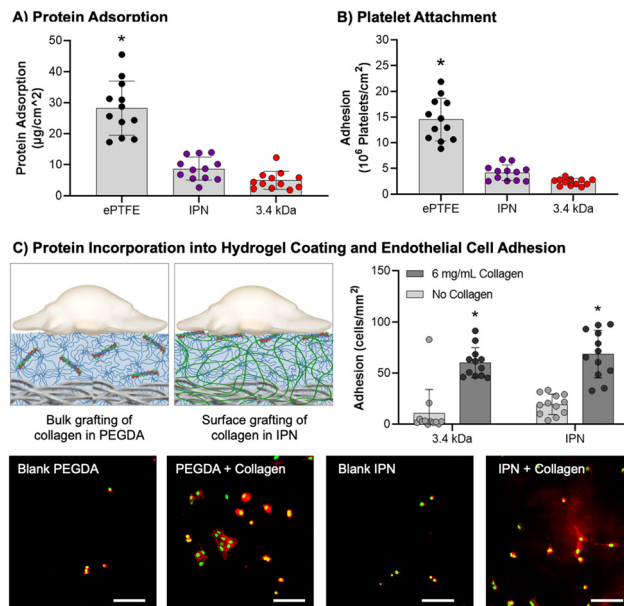 A) Protein Adsorption
B) Platelet Attachment
Protein Adsorption
(µg/cm^2)
50
40
30
20
10
0
*
ePTFE
IPN
3.4 kDa
Adhesion
(10⁶ Platelets/cm²)
30
25
20
15
10
5
0
*
ePTFE
IPN
3.4 kDa
C) Protein Incorporation into Hydrogel Coating and Endothelial Cell Adhesion
Bulk grafting of
collagen in PEGDA
Surface grafting of
collagen in IPN
Adhesion (cells/mm²)
150
100
50
0
6 mg/mL Collagen
No Collagen
*
*
3.4 kDa
IPN
Blank PEGDA
PEGDA + Collagen
Blank IPN
IPN + Collagen